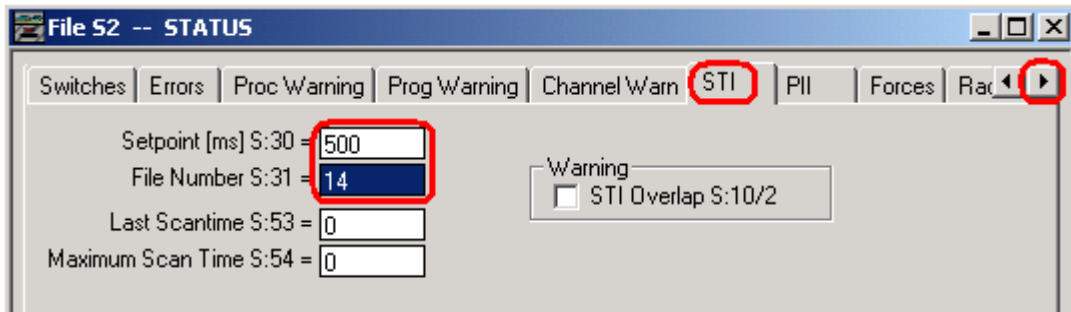 File S2 -- STATUS
Switches Errors Proc Warning Prog Warning Channel Warn STI PII Forces
Setpoint [ms] S:30 = 500
File Number S:31 = 14
Warning
STI Overlap S:10/2
Last Scantime S:53 = 0
Maximum Scan Time S:54 = 0